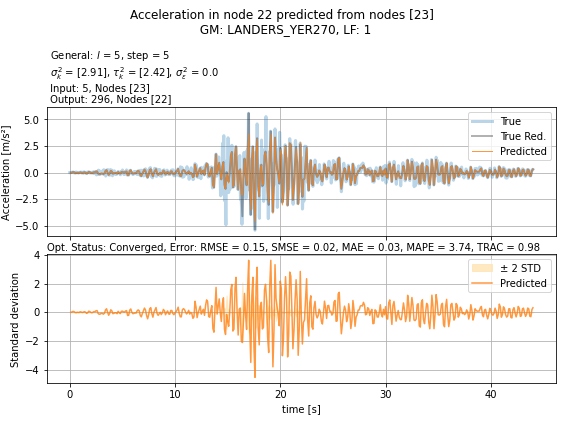 Acceleration in node 22 predicted from nodes [23]
GM: LANDERS_YER270, LF: 1
General: l = 5, step = 5
σ²ₖ = [2.91], τ²ₖ = [2.42], σ²ε = 0.0
Input: 5, Nodes [23]
Output: 296, Nodes [22]
Acceleration [m/s²]
5.0
2.5
0.0
−2.5
−5.0
True
True Red.
Predicted
Opt. Status: Converged, Error: RMSE = 0.15, SMSE = 0.02, MAE = 0.03, MAPE = 3.74, TRAC = 0.98
Standard deviation
4
2
0
−2
−4
± 2 STD
Predicted
0 10 20 30 40
time [s]